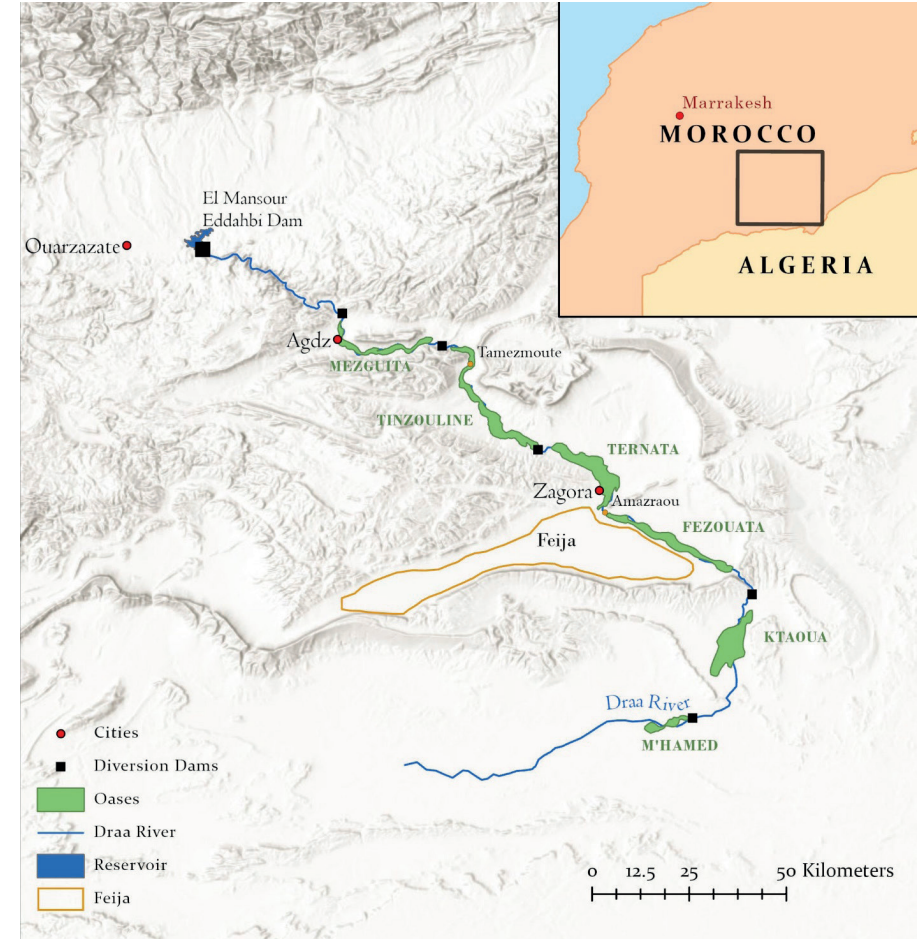 Marrakesh
MOROCCO
ALGERIA
El Mansour
Eddahbi Dam
Ouarzazate
Agdz
MEZGUITA
Tamezmoute
TINZOULINE
TERNATA
Zagora
Amazraou
FEZOUATA
Feija
KTAOUA
Draa River
M'HAMED
Cities
Diversion Dams
Oases
Draa River
Reservoir
Feija
0 12.5 25 50 Kilometers